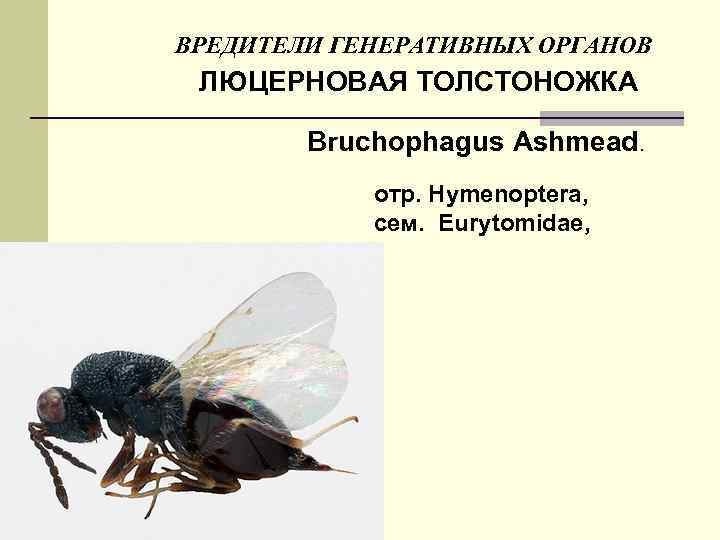 ВРЕДИТЕЛИ ГЕНЕРАТИВНЫХ ОРГАНОВ
ЛЮЦЕРНОВАЯ ТОЛСТОНОЖКА
Bruchophagus Ashmead.
отр. Hymenoptera,
сем. Eurytomidae,